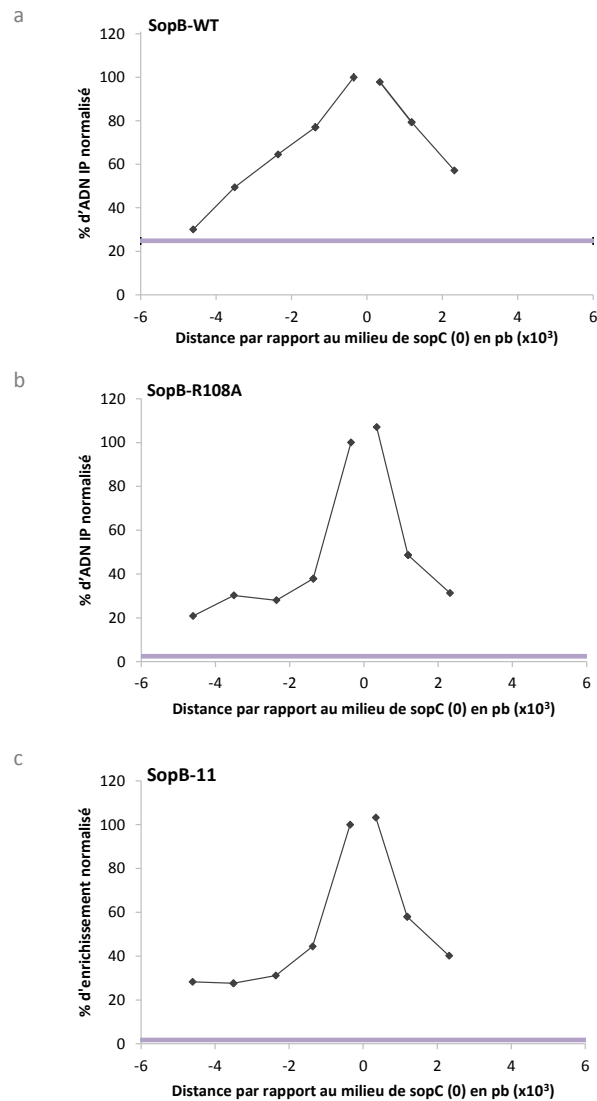 a
SopB-WT
120
100
80
60
40
20
0
% d'ADN IP normalisé
-6 -4 -2 0 2 4 6
Distance par rapport au milieu de sopC (0) en pb (x10³)
b
SopB-R108A
120
100
80
60
40
20
0
% d'ADN IP normalisé
-6 -4 -2 0 2 4 6
Distance par rapport au milieu de sopC (0) en pb (x10³)
c
SopB-11
120
100
80
60
40
20
0
% d'enrichissement normalisé
-6 -4 -2 0 2 4 6
Distance par rapport au milieu de sopC (0) en pb (x10³)